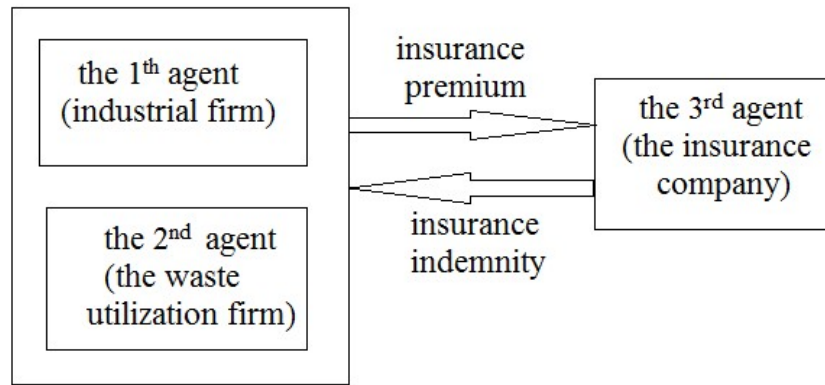 the 1th agent
(industrial firm)
the 2nd agent
(the waste
utilization firm)
insurance
premium
insurance
indemnity
the 3rd agent
(the insurance
company)